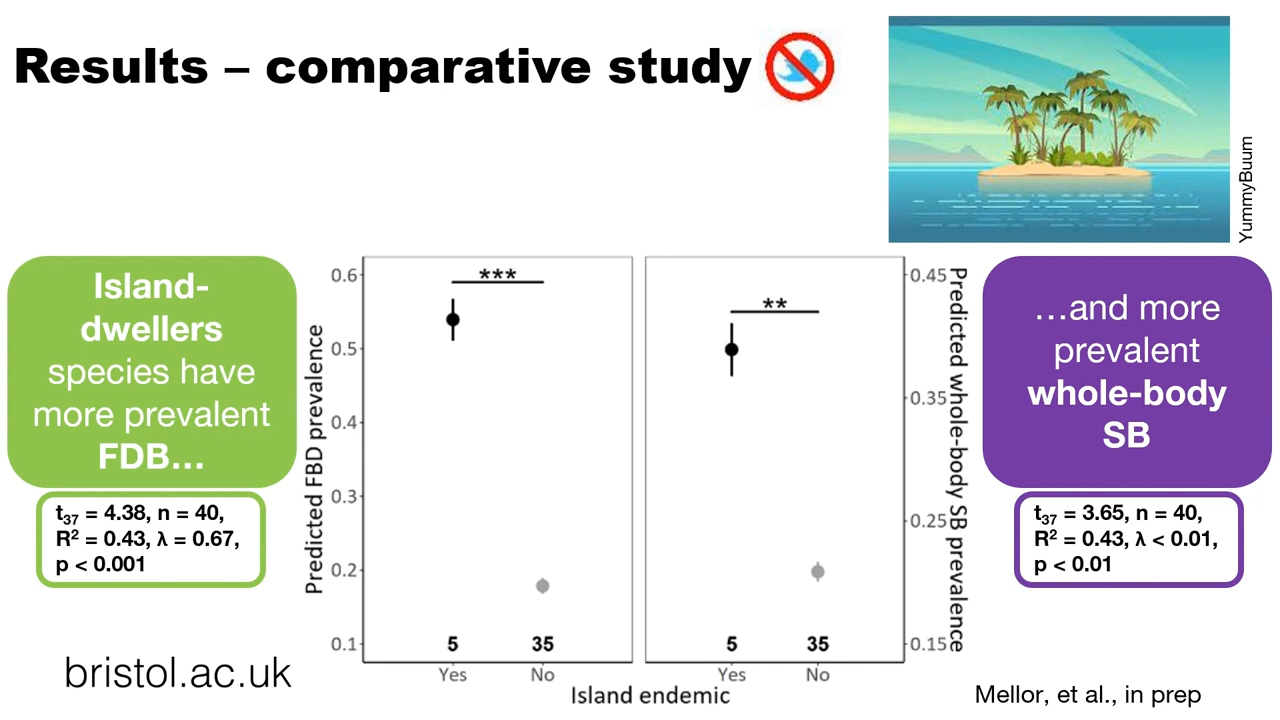 Results – comparative study
YummyBuum
Island-
dwellers
species have
more prevalent
FDB...
t37 = 4.38, n = 40,
R² = 0.43, λ = 0.67,
p < 0.001
Predicted FBD prevalence
0.6
0.5
0.4
0.3
0.2
0.1
***
5
35
Yes
No
**
5
35
Yes
No
Island endemic
0.45
0.35
0.25
0.15
Predicted whole-body SB prevalence
...and more
prevalent
whole-body
SB
t37 = 3.65, n = 40,
R² = 0.43, λ < 0.01,
p < 0.01
bristol.ac.uk
Mellor, et al., in prep